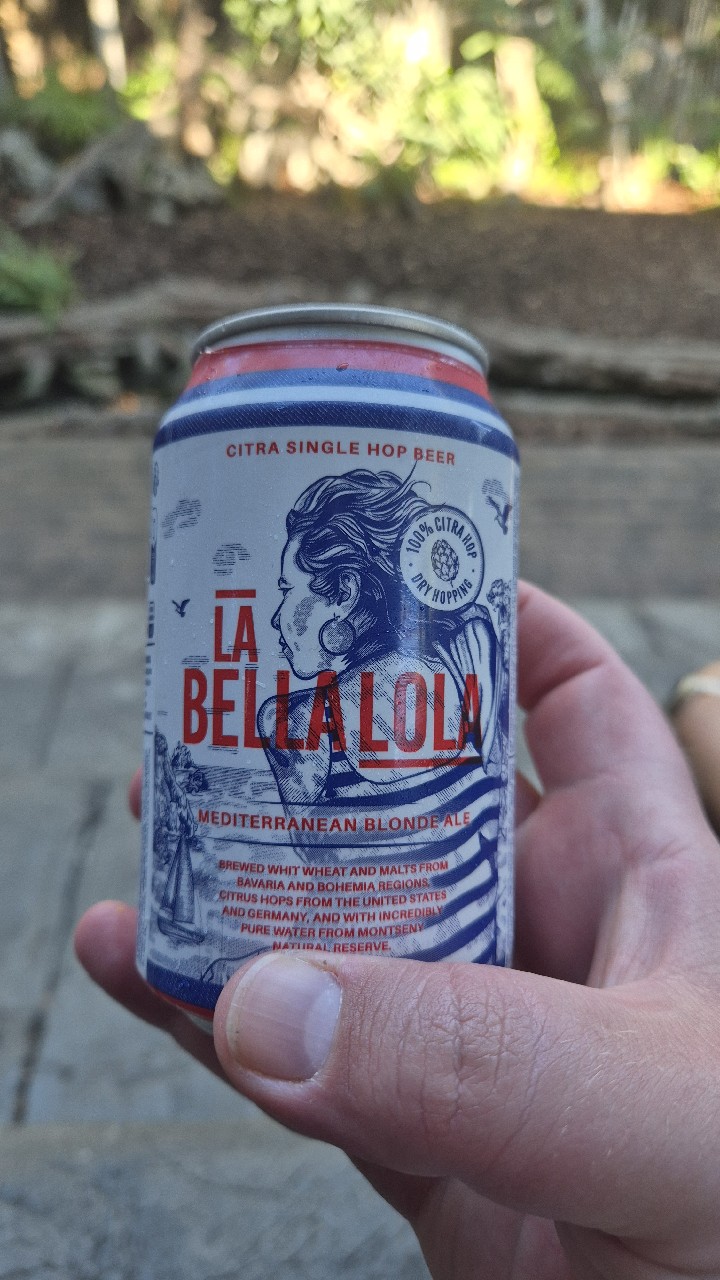 CITRA SINGLE HOP BEER
100% CITRA HOP
DRY HOPPING
LA
BELLA LOLA
MEDITERRANEAN BLONDE ALE
BREWED WHIT WHEAT AND MALTS FROM
BAVARIA AND BOHEMIA REGIONS,
CITRUS HOPS FROM THE UNITED STATES
AND GERMANY, AND WITH INCREDIBLY
PURE WATER FROM MONTSENY
NATURAL RESERVE.